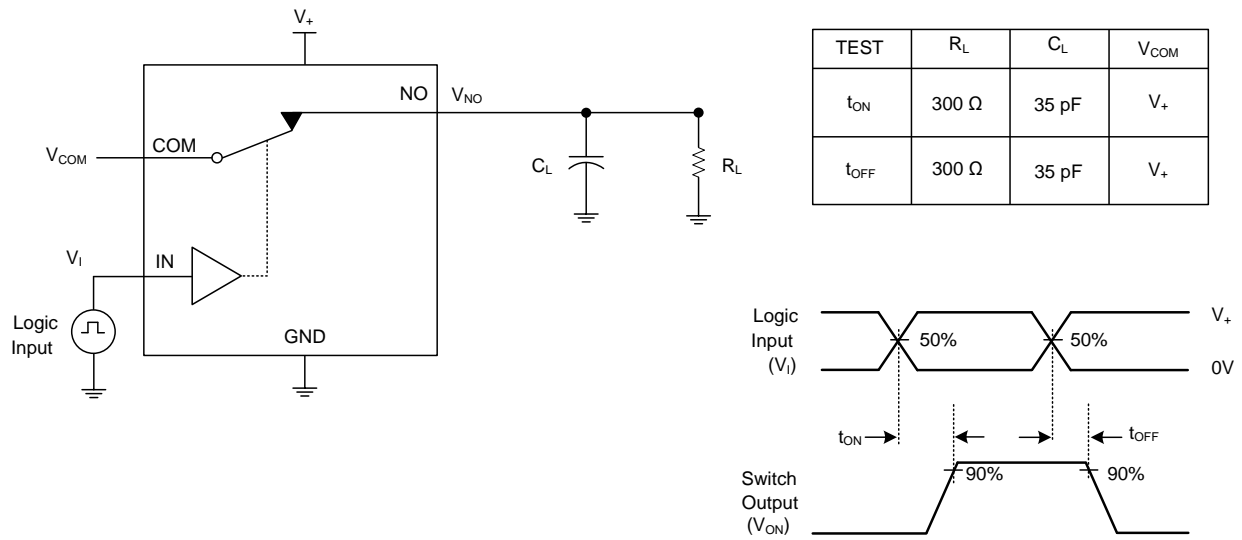 V+
NO
VNO
VCOM
COM
CL
RL
VI
IN
Logic
Input
GND
TEST RL CL VCOM
tON 300 Ω 35 pF V+
tOFF 300 Ω 35 pF V+
Logic
Input
(VI)
50%
50%
V+
0V
tON
tOFF
Switch
Output
(VON)
90%
90%